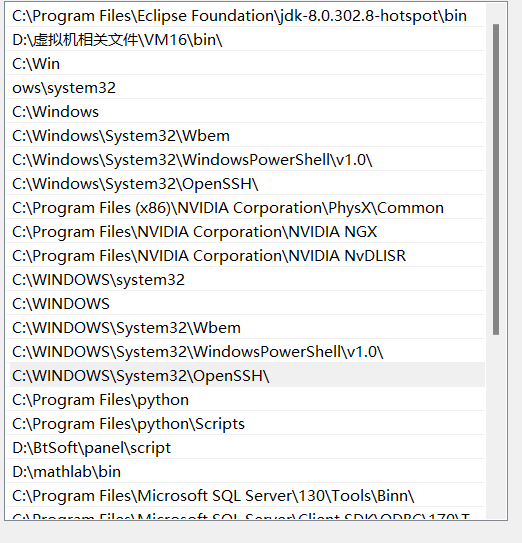 C:\Program Files\Eclipse Foundation\jdk-8.0.302.8-hotspot\bin
D:\虚拟机相关文件\VM16\bin\
C:\Win
ows\system32
C:\Windows
C:\Windows\System32\Wbem
C:\Windows\System32\WindowsPowerShell\v1.0\
C:\Windows\System32\OpenSSH\
C:\Program Files (x86)\NVIDIA Corporation\PhysX\Common
C:\Program Files\NVIDIA Corporation\NVIDIA NGX
C:\Program Files\NVIDIA Corporation\NVIDIA NvDLISR
C:\WINDOWS\system32
C:\WINDOWS
C:\WINDOWS\System32\Wbem
C:\WINDOWS\System32\WindowsPowerShell\v1.0\
C:\WINDOWS\System32\OpenSSH\
C:\Program Files\python
C:\Program Files\python\Scripts
D:\BtSoft\panel\script
D:\mathlab\bin
C:\Program Files\Microsoft SQL Server\130\Tools\Binn\
C:\Program Files\Microsoft SQL Server\Client SDK\ODBC\170\T